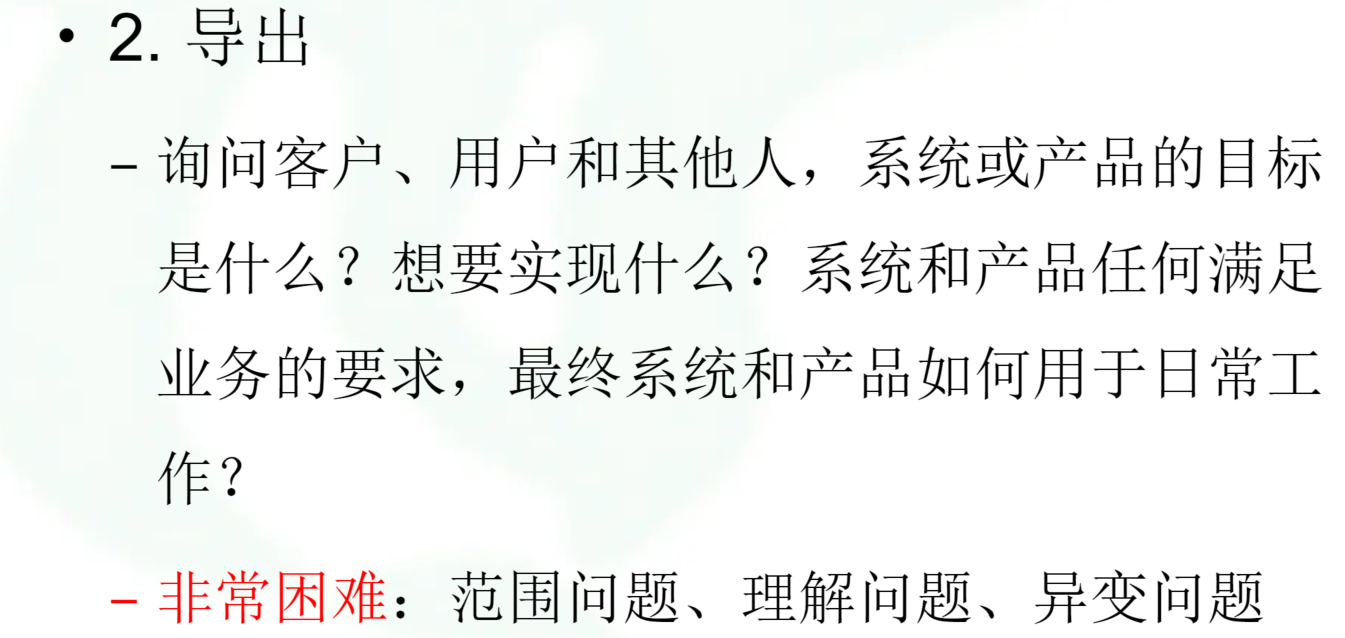 • 2. 导出
– 询问客户、用户和其他人，系统或产品的目标
是什么？想要实现什么？系统和产品任何满足
业务的要求，最终系统和产品如何用于日常工
作？
– 非常困难：范围问题、理解问题、异变问题